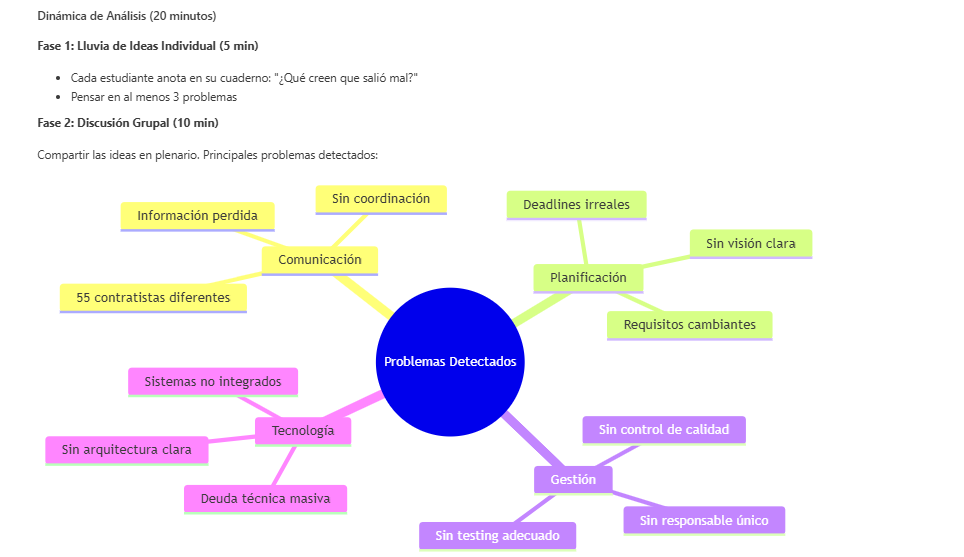 Dinámica de Análisis (20 minutos)
Fase 1: Lluvia de Ideas Individual (5 min)
Cada estudiante anota en su cuaderno: "¿Qué creen que salió mal?"
Pensar en al menos 3 problemas
Fase 2: Discusión Grupal (10 min)
Compartir las ideas en plenario. Principales problemas detectados:
Sin coordinación
Información perdida
Comunicación
55 contratistas diferentes
Deadlines irreales
Sin visión clara
Planificación
Requisitos cambiantes
Problemas Detectados
Sistemas no integrados
Tecnología
Sin arquitectura clara
Deuda técnica masiva
Sin control de calidad
Gestión
Sin responsable único
Sin testing adecuado